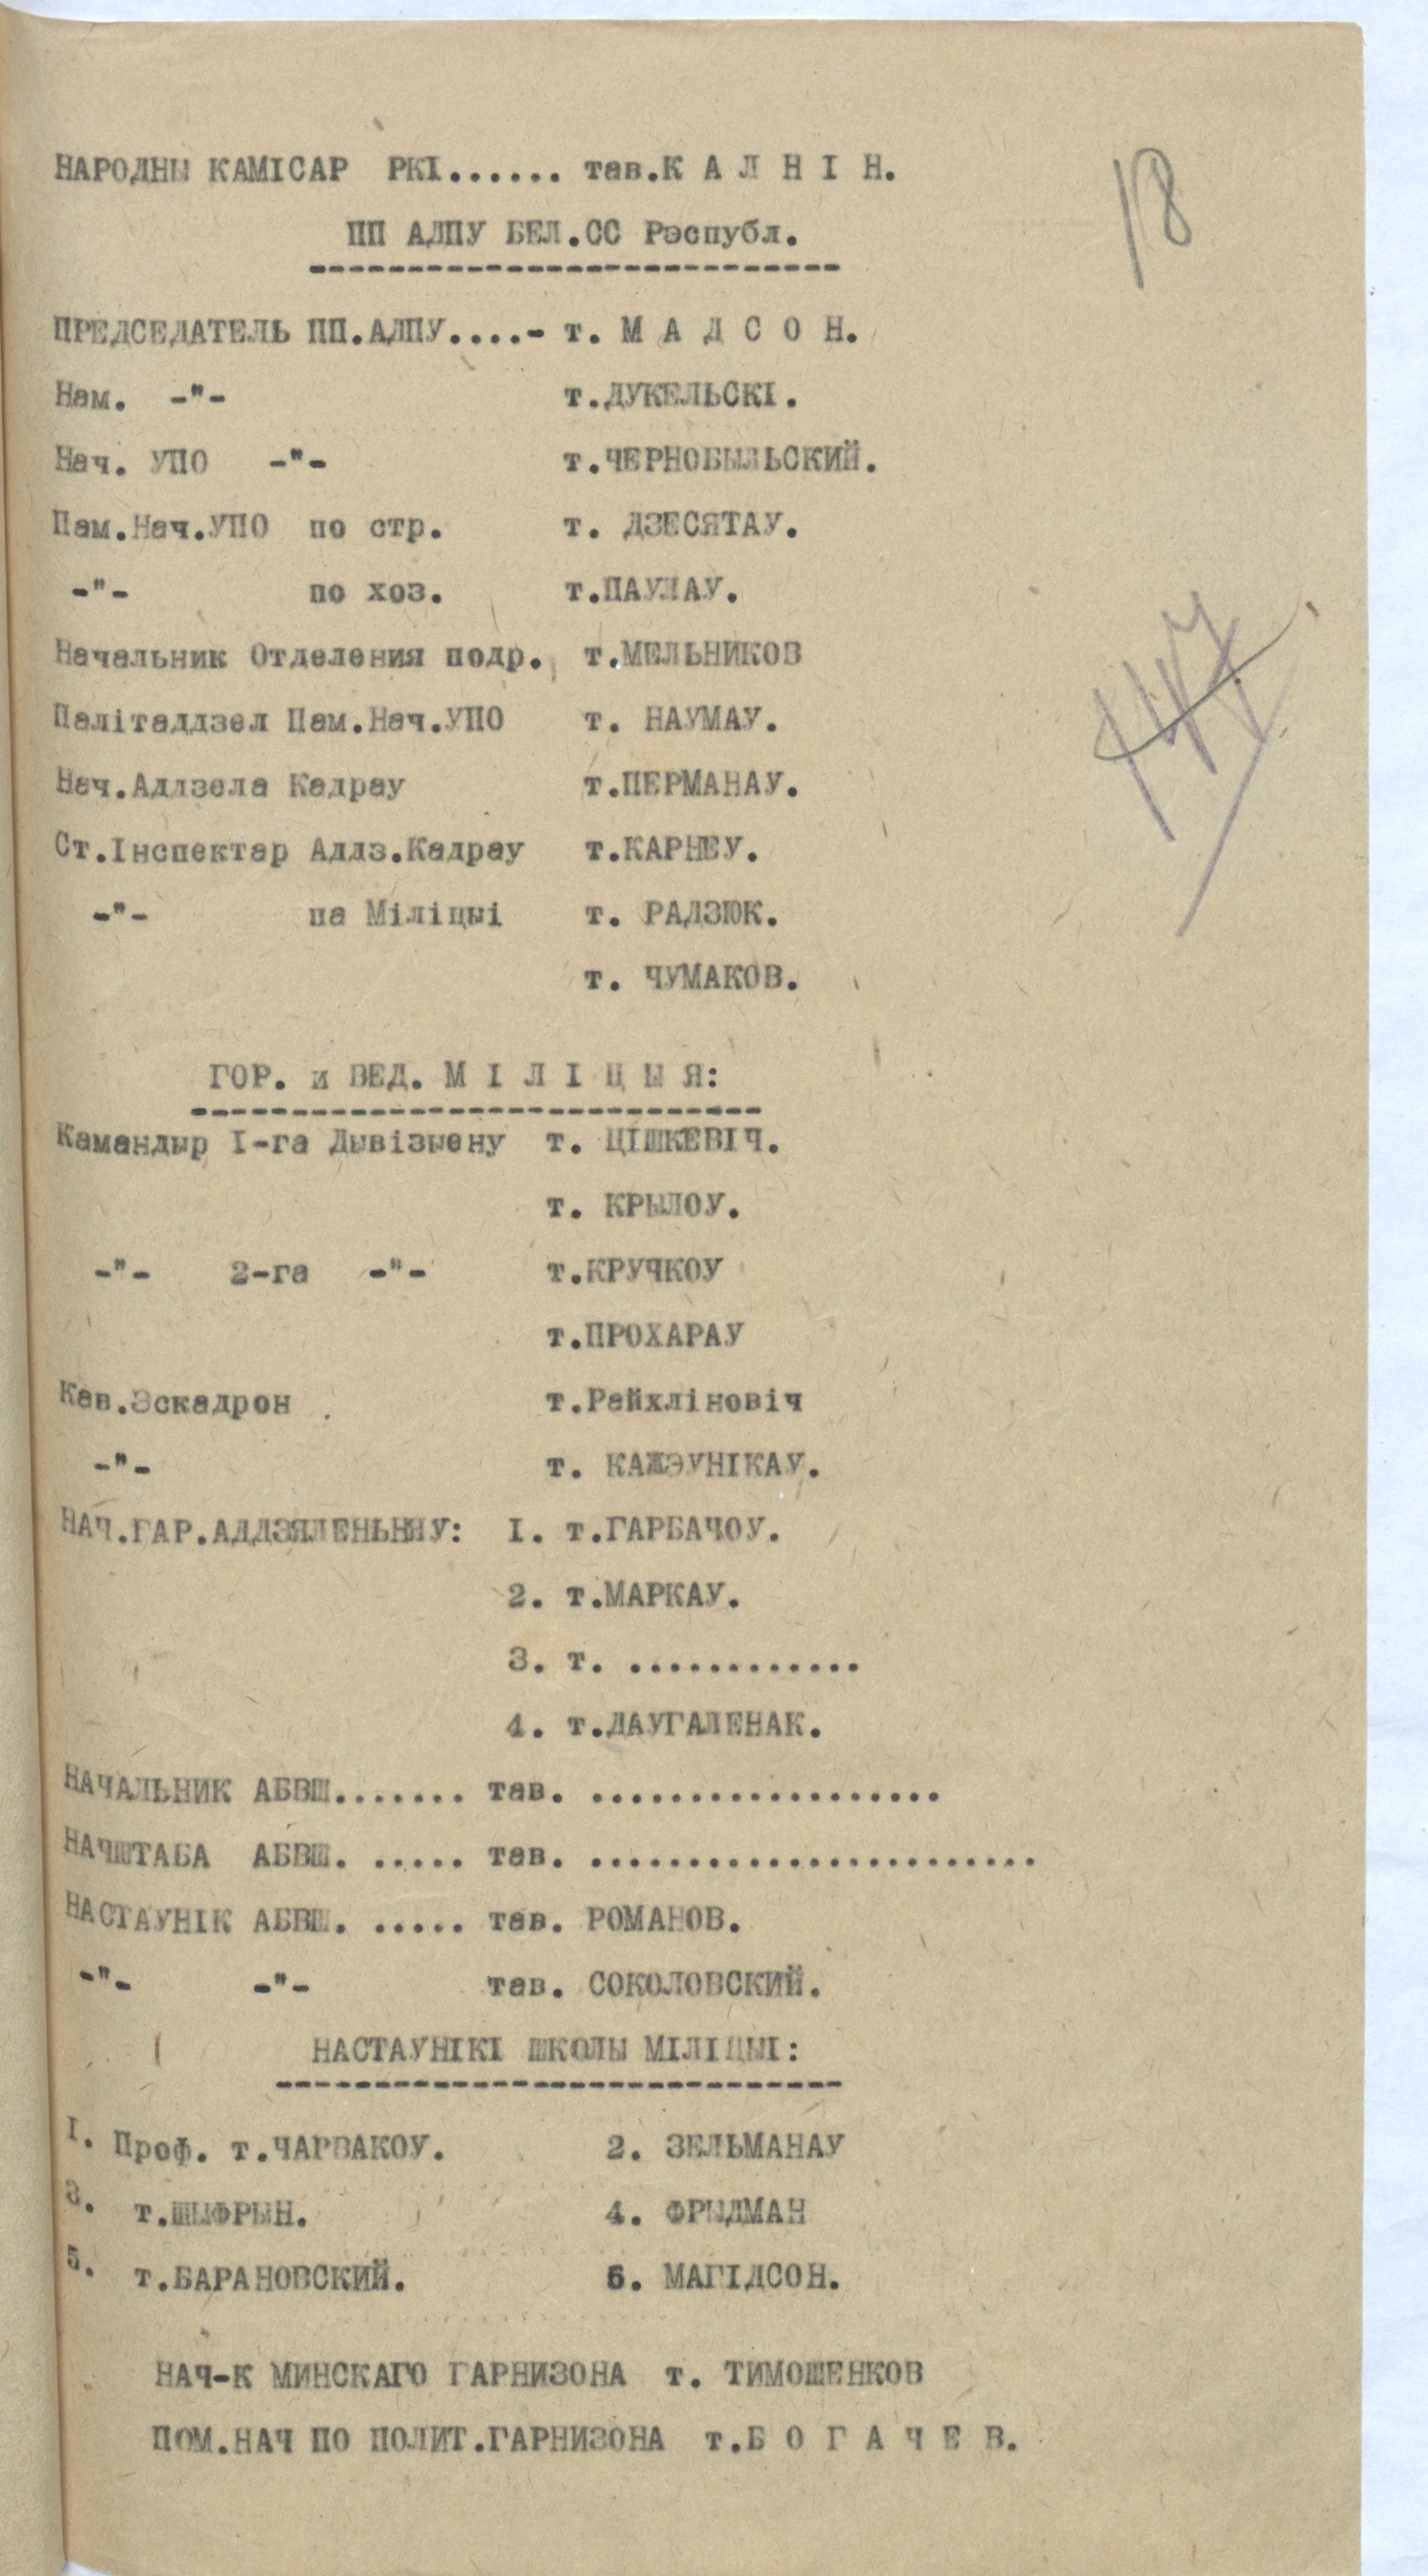 18
НАРОДНЫ КАМІСАР РКІ...... тав.К А Л Н І Н.
ПП АДПУ БЕЛ.СС Рэспубл.
ПРЕДСЕДАТЕЛЬ ПП.АДПУ....- т. М А Д С О Н.
Нам. -"- т.ДУКЕЛЬСКІ.
Нач. УПО -"- т.ЧЕРНОБЫЛЬСКИЙ.
Пам.Нач.УПО по стр. т. ДЗЕСЯТАУ.
-"- по хоз. т.ПАУЛАУ.
Начальник Отделения подр. т.МЕЛЬНИКОВ
Палітаддзел Пам.Нач.УПО т. НАУМАУ.
Нач.Аддзела Кадрау т.ПЕРМАНАУ.
Ст.Інспектар Аддз.Кадрау т.КАРНЕУ.
-"- па Міліцыі т. РАДЗЮК.
т. ЧУМАКОВ.
ГОР. и ВЕД. М І Л І Ц Ы Я:
Камандыр І-га Дывізыену т. ЦІШКЕВІЧ.
т. КРЫЛОУ.
-"- 2-га -"- т.КРУЧКОУ
т.ПРОХАРАУ
Кав.Эскадрон т.Райхліновіч
-"- т. КАЖЭУНІКАУ.
НАЧ.ГАР.АДДЗЯЛЕНЬНЯУ: І. т.ГАРБАЧОУ.
2. т.МАРКАУ.
3. т. ............
4. т.ДАУГАЛЕНАК.
НАЧАЛЬНИК АБВШ....... тав. ..................
НАЧШТАБА АБВШ. ..... тав. .......................
НАСТАУНІК АБВШ. ..... тав. РОМАНОВ.
-"- -"- тав. СОКОЛОВСКИЙ.
НАСТАУНІКІ ШКОЛЫ МІЛІЦЫІ:
І. Проф. т.ЧАРВАКОУ. 2. ЗЕЛЬМАНАУ
3. т.ШЫФРЫН. 4. ФРЫДМАН
5. т.БАРАНОВСКИЙ. 6. МАГІДСОН.
НАЧ-К МИНСКАГО ГАРНИЗОНА т. ТИМОШЕНКОВ
ПОМ.НАЧ ПО ПОЛИТ.ГАРНИЗОНА т.Б О Г А Ч Е В.